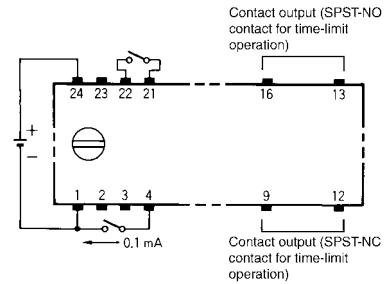 Contact output (SPST-NO
contact for time-limit
operation)
24 23 22 21 16 13
+
−
1 2 3 4 9 12
0.1 mA
Contact output (SPST-NC
contact for time-limit
operation)